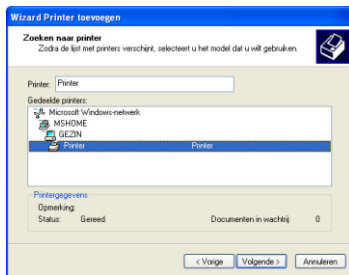 Wizard Printer toevoegen
Zoeken naar printer
Zodra de lijst met printers verschijnt, selecteert u het model dat u wilt gebruiken.
Printer: Printer
Gedeelde printers:
Microsoft Windows-netwerk
MSHOME
GEZIN
Printer Printer
Printergegevens
Opmerking:
Status: Gereed Documenten in wachtrij: 0
< Vorige Volgende > Annuleren